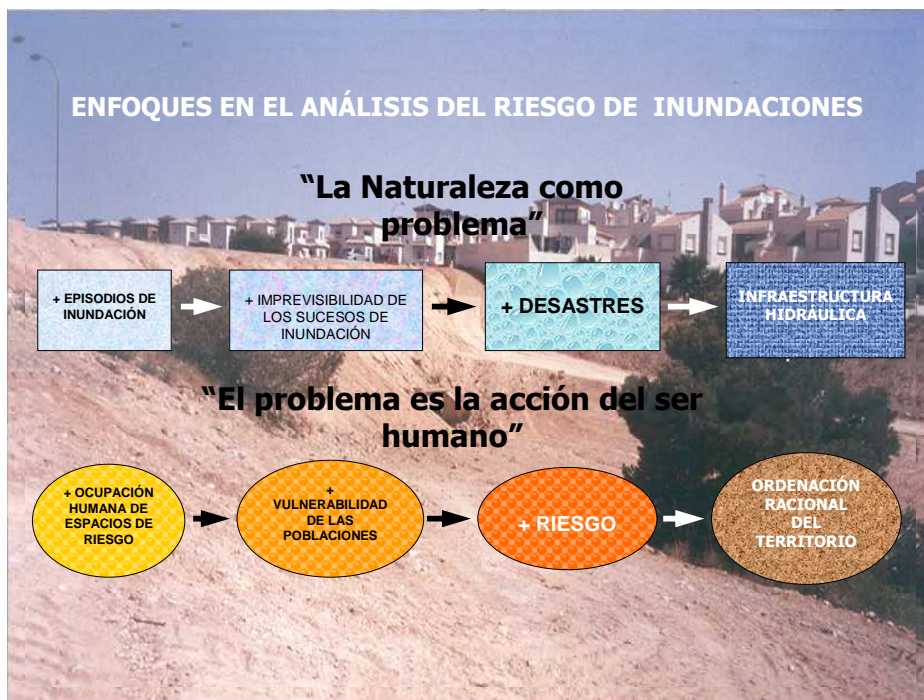 ENFOQUES EN EL ANÁLISIS DEL RIESGO DE INUNDACIONES
“La Naturaleza como
problema”
+ EPISODIOS DE
INUNDACIÓN
+ IMPREVISIBILIDAD DE
LOS SUCESOS DE
INUNDACIÓN
+ DESASTRES
INFRAESTRUCTURA
HIDRÁULICA
“El problema es la acción del ser
humano”
+ OCUPACIÓN
HUMANA DE
ESPACIOS DE
RIESGO
+
VULNERABILIDAD
DE LAS
POBLACIONES
+ RIESGO
ORDENACIÓN
RACIONAL
DEL
TERRITORIO